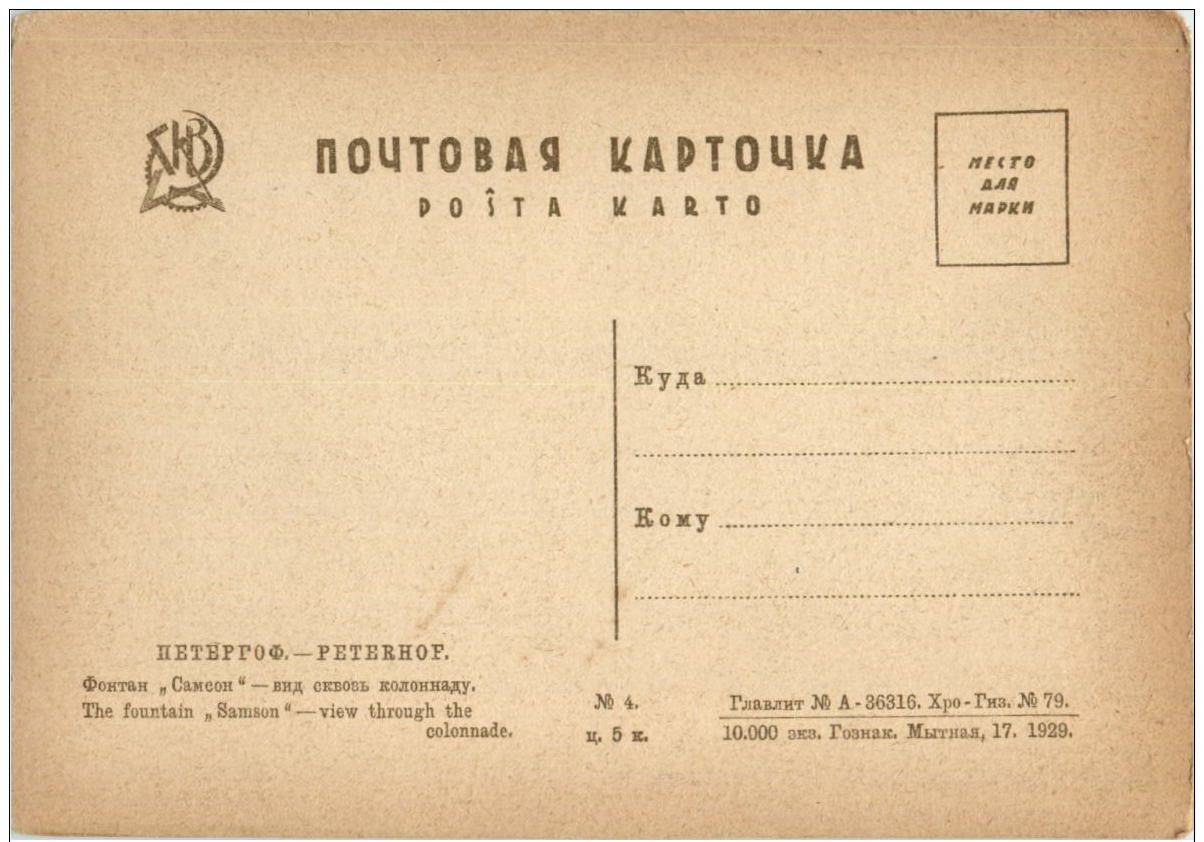 ПОЧТОВАЯ КАРТОЧКА
POŜTA KARTO
МЕСТО
ДЛЯ
МАРКИ
Куда
Кому
ПЕТЕРГОФ.—PETERHOF.
Фонтан „Самсон“—вид сквозь колоннаду.
The fountain „Samson“—view through the
colonnade.
№ 4.
ц. 5 к.
Главлит № А-36316. Хро-Гиз. № 79.
10.000 экз. Гознак. Мытная, 17. 1929.